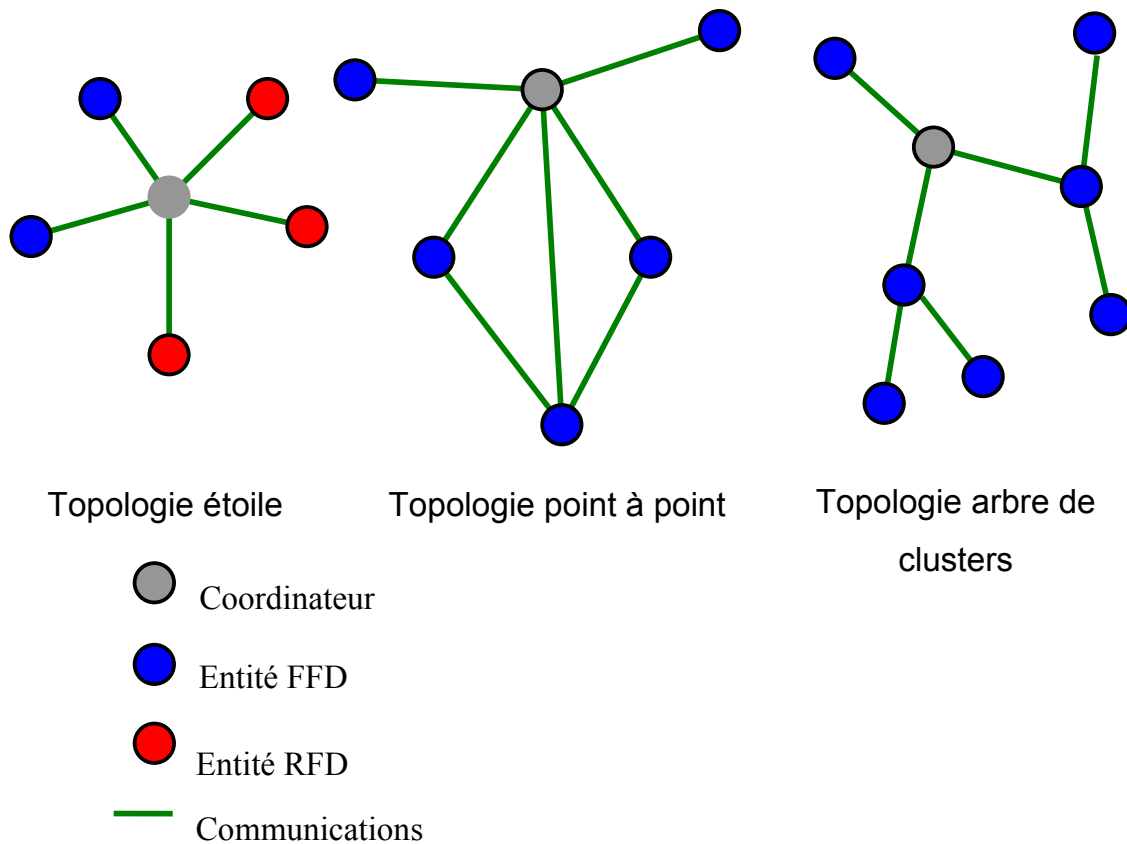 Topologie étoile
Topologie point à point
Topologie arbre de
clusters
Coordinateur
Entité FFD
Entité RFD
Communications